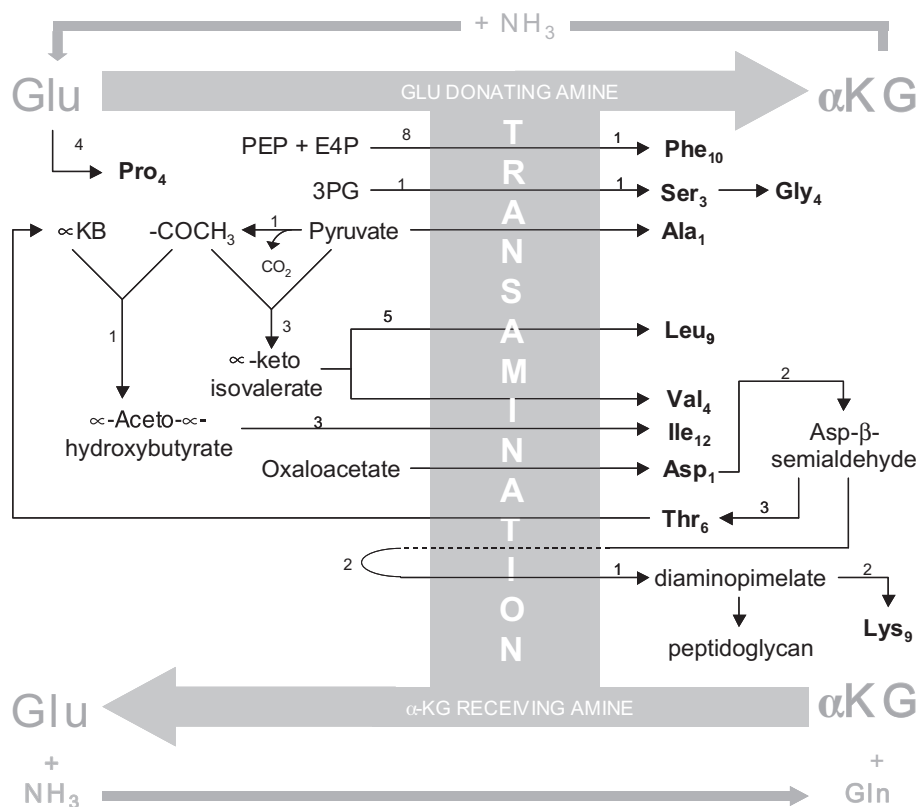 + NH₃
Glu
GLU DONATING AMINE
αKG
TRANSAMINATION
4
Pro₄
PEP + E4P
8
1
Phe₁₀
3PG
1
1
Ser₃
Gly₄
∝KB
-COCH₃
1
CO₂
Pyruvate
Ala₁
1
3
5
Leu₉
∝-keto
isovalerate
Val₄
2
∝-Aceto-∝-
hydroxybutyrate
3
Ile₁₂
Asp-β-
semialdehyde
Oxaloacetate
Asp₁
Thr₆
3
2
1
diaminopimelate
2
Lys₉
peptidoglycan
Glu
α-KG RECEIVING AMINE
αKG
+
NH₃
+
Gln